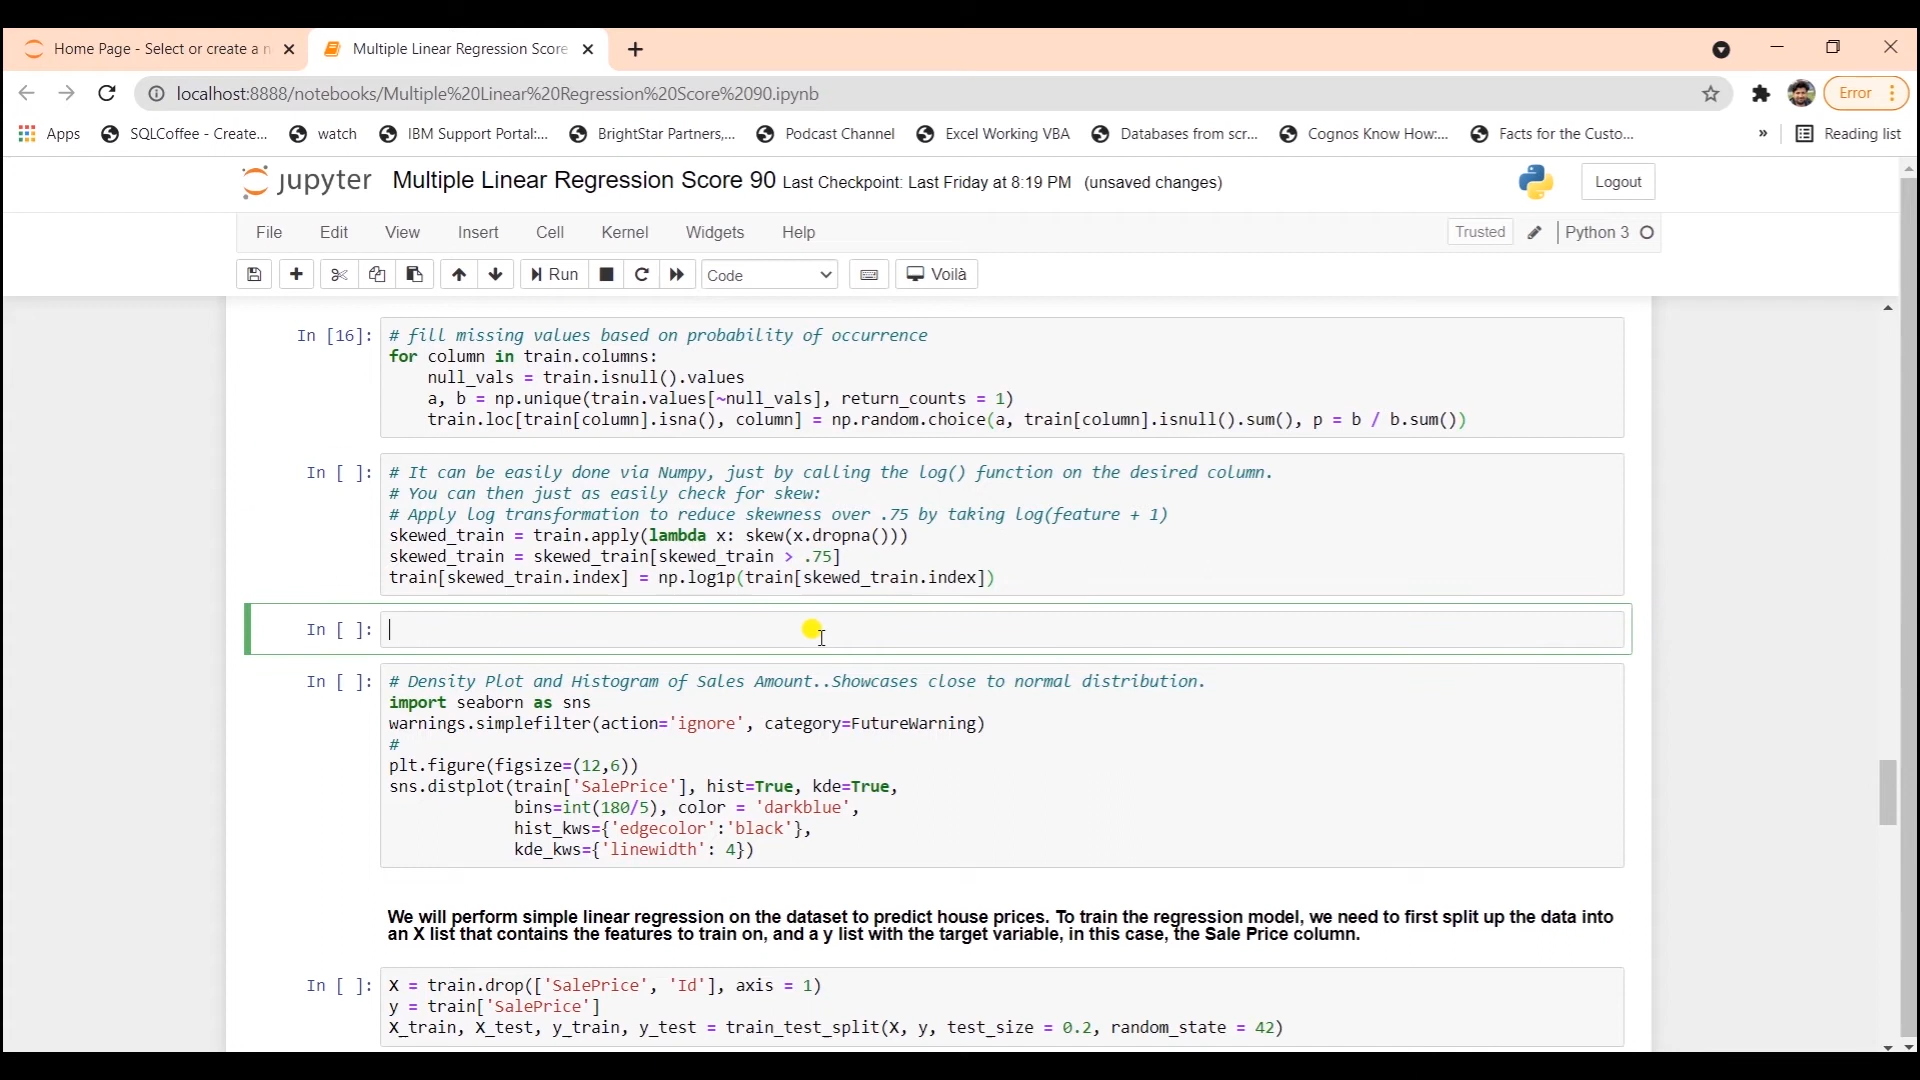 Home Page - Select or create a n
Multiple Linear Regression Score
localhost:8888/notebooks/Multiple%20Linear%20Regression%20Score%2090.ipynb
Error
Apps
SQLCoffee - Create...
watch
IBM Support Portal:...
BrightStar Partners,...
Podcast Channel
Excel Working VBA
Databases from scr...
Cognos Know How:...
Facts for the Custo...
»
Reading list
jupyter
Multiple Linear Regression Score 90
Last Checkpoint: Last Friday at 8:19 PM (unsaved changes)
Logout
File
Edit
View
Insert
Cell
Kernel
Widgets
Help
Trusted
Python 3
Run
Code
Voilà
In [16]:
# fill missing values based on probability of occurrence
for column in train.columns:
    null_vals = train.isnull().values
    a, b = np.unique(train.values[~null_vals], return_counts = 1)
    train.loc[train[column].isna(), column] = np.random.choice(a, train[column].isnull().sum(), p = b / b.sum())
In [ ]:
# It can be easily done via Numpy, just by calling the log() function on the desired column.
# You can then just as easily check for skew:
# Apply log transformation to reduce skewness over .75 by taking log(feature + 1)
skewed_train = train.apply(lambda x: skew(x.dropna()))
skewed_train = skewed_train[skewed_train > .75]
train[skewed_train.index] = np.log1p(train[skewed_train.index])
In [ ]:
In [ ]:
# Density Plot and Histogram of Sales Amount..Showcases close to normal distribution.
import seaborn as sns
warnings.simplefilter(action='ignore', category=FutureWarning)
#
plt.figure(figsize=(12,6))
sns.distplot(train['SalePrice'], hist=True, kde=True,
             bins=int(180/5), color = 'darkblue',
             hist_kws={'edgecolor':'black'},
             kde_kws={'linewidth': 4})
We will perform simple linear regression on the dataset to predict house prices. To train the regression model, we need to first split up the data into
an X list that contains the features to train on, and a y list with the target variable, in this case, the Sale Price column.
In [ ]:
X = train.drop(['SalePrice', 'Id'], axis = 1)
y = train['SalePrice']
X_train, X_test, y_train, y_test = train_test_split(X, y, test_size = 0.2, random_state = 42)